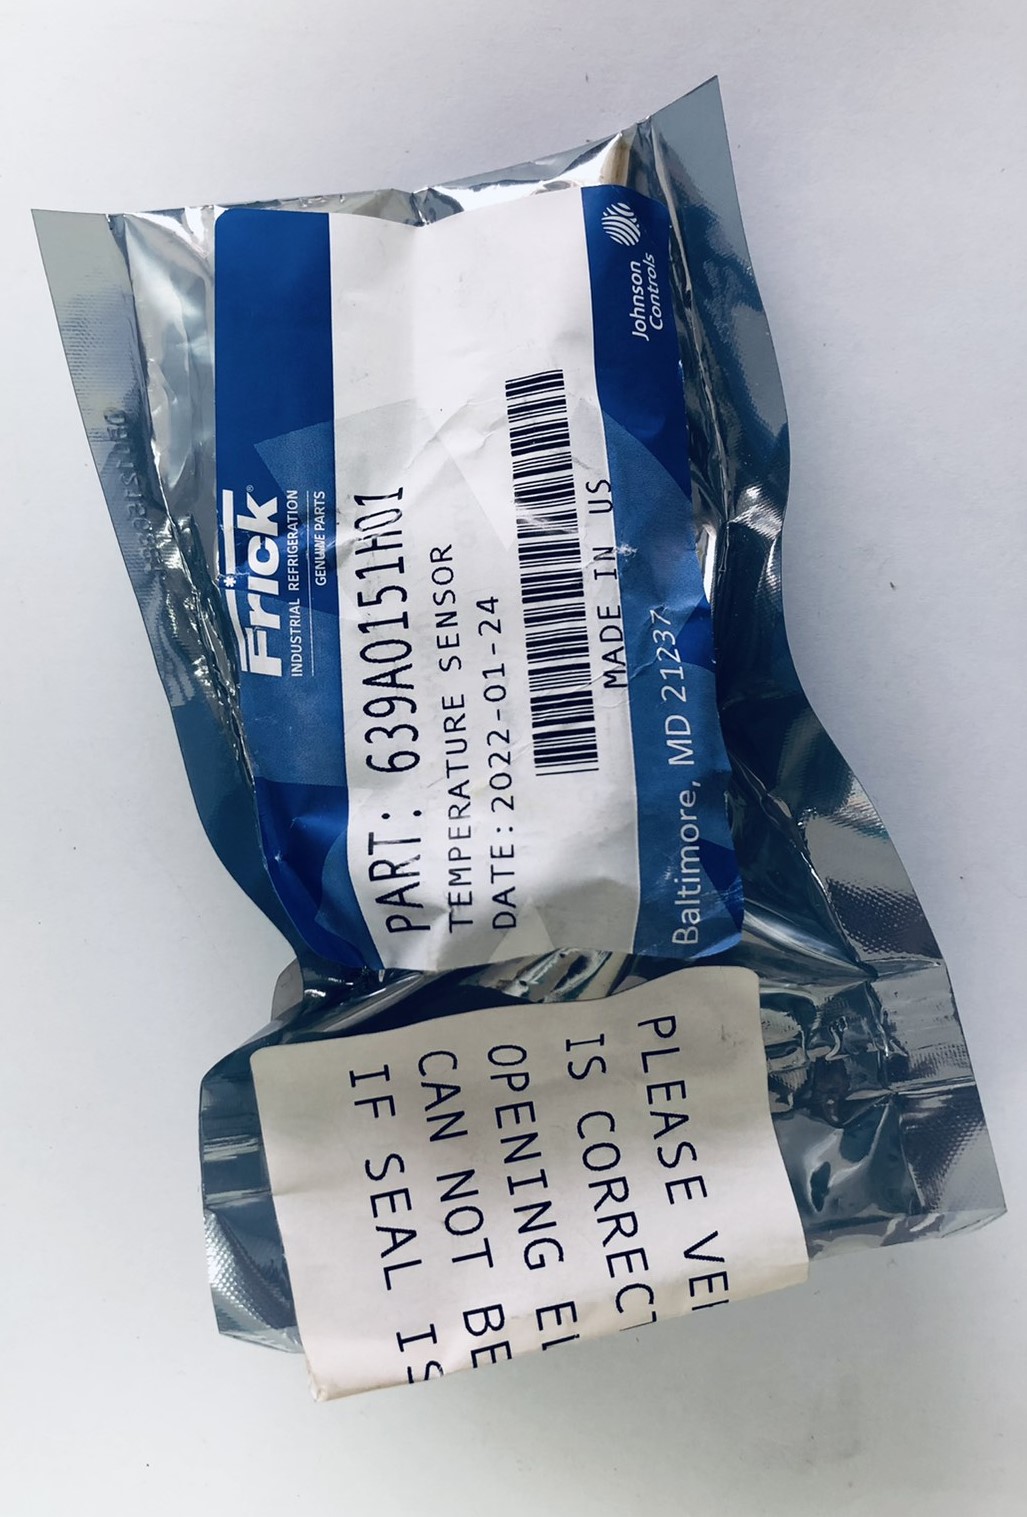 Frick®
INDUSTRIAL REFRIGERATION
GENUINE PARTS
PART: 639A0151H01
TEMPERATURE SENSOR
DATE:2022-01-24
MADE IN US
Baltimore, MD 21237
Johnson
Controls
PLEASE
IS CORRECT
OPENING
CAN NOT BE
IF SEAL IS